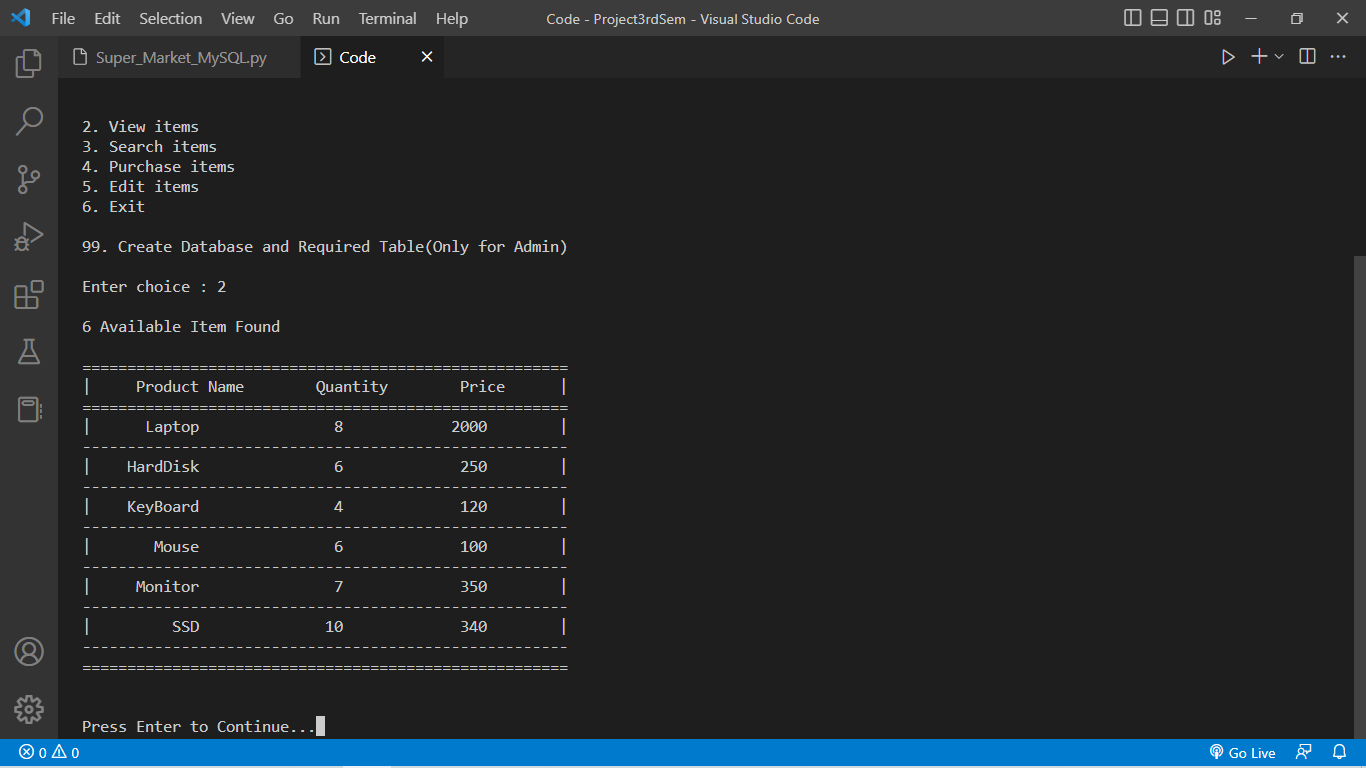 File Edit Selection View Go Run Terminal Help Code - Project3rdSem - Visual Studio Code
Super_Market_MySQL.py Code
2. View items
3. Search items
4. Purchase items
5. Edit items
6. Exit
99. Create Database and Required Table(Only for Admin)
Enter choice : 2
6 Available Item Found
======================================================
| Product Name Quantity Price |
======================================================
| Laptop 8 2000 |
------------------------------------------------------
| HardDisk 6 250 |
------------------------------------------------------
| KeyBoard 4 120 |
------------------------------------------------------
| Mouse 6 100 |
------------------------------------------------------
| Monitor 7 350 |
------------------------------------------------------
| SSD 10 340 |
------------------------------------------------------
======================================================
Press Enter to Continue...
0 0 Go Live